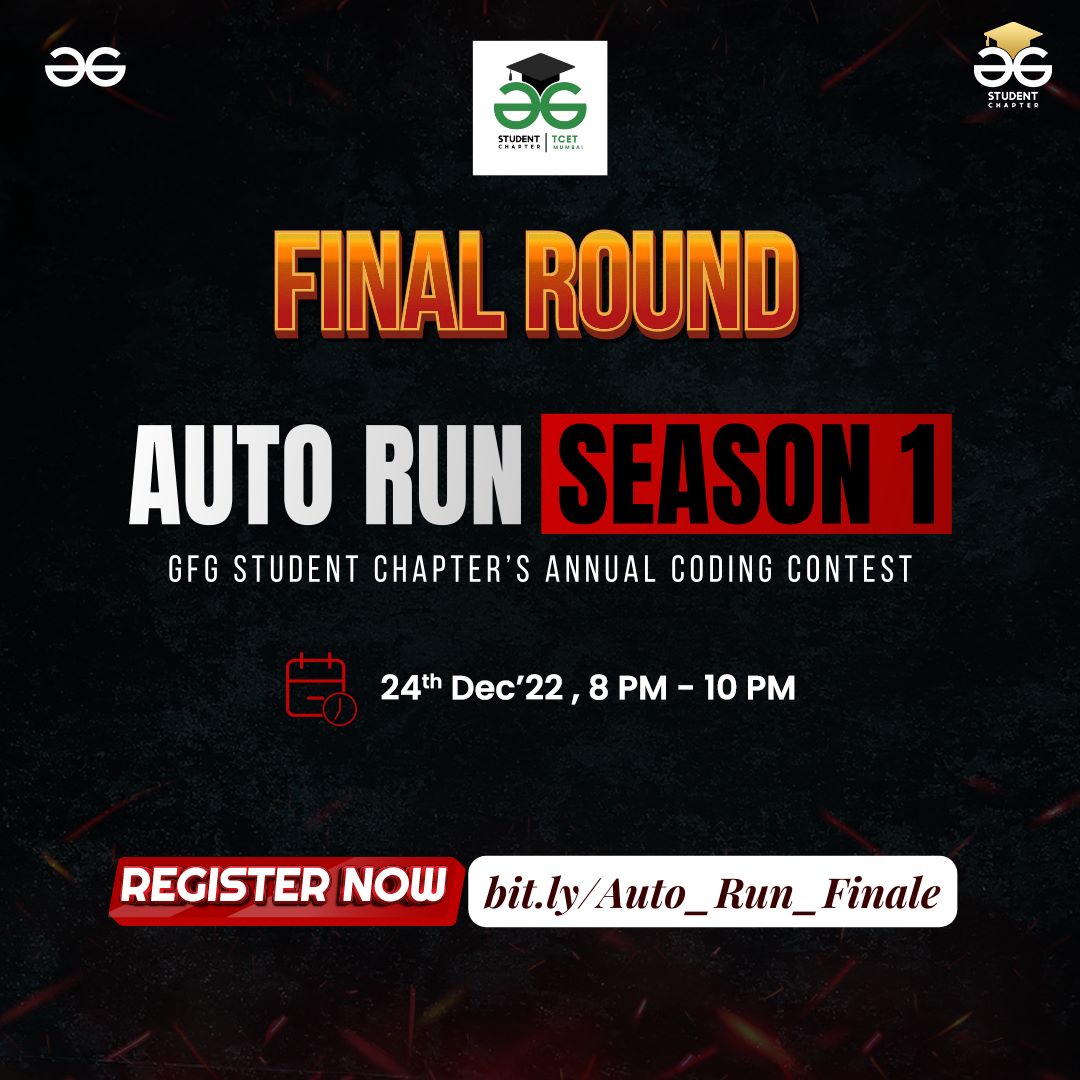 STUDENT
CHAPTER
TCET
MUMBAI
STUDENT
CHAPTER
FINAL ROUND
AUTO RUN SEASON 1
GFG STUDENT CHAPTER’S ANNUAL CODING CONTEST
24th Dec’22 , 8 PM - 10 PM
REGISTER NOW bit.ly/Auto_Run_Finale